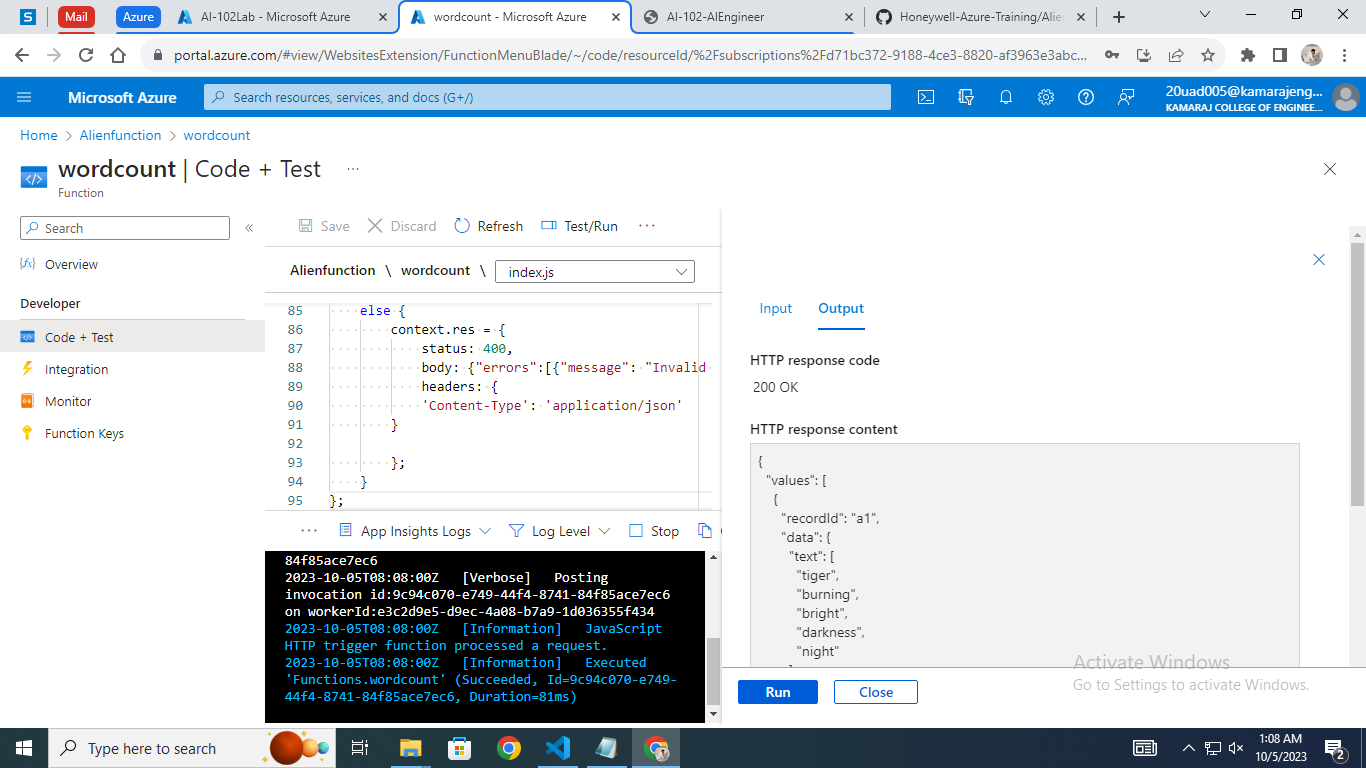 S
Mail
Azure
AI-102Lab - Microsoft Azure
wordcount - Microsoft Azure
AI-102-AIEngineer
Honeywell-Azure-Training/Alie
portal.azure.com/#view/WebsitesExtension/FunctionMenuBlade/~/code/resourceId/%2Fsubscriptions%2Fd71bc372-9188-4ce3-8820-af3963e3abc...
Microsoft Azure
Search resources, services, and docs (G+/)
20uad005@kamarajeng...
KAMARAJ COLLEGE OF ENGINEE...
Home > Alienfunction > wordcount
wordcount | Code + Test ...
Function
Search
«
Overview
Developer
Code + Test
Integration
Monitor
Function Keys
Save
Discard
Refresh
Test/Run
...
Alienfunction \ wordcount \ index.js
85 else {
86 context.res = {
87 status: 400,
88 body: {"errors":[{"message": "Invalid
89 headers: {
90 'Content-Type': 'application/json'
91 }
92
93 };
94 }
95 };
... App Insights Logs Log Level Stop
84f85ace7ec6
2023-10-05T08:08:00Z [Verbose] Posting
invocation id:9c94c070-e749-44f4-8741-84f85ace7ec6
on workerId:e3c2d9e5-d9ec-4a08-b7a9-1d036355f434
2023-10-05T08:08:00Z [Information] JavaScript
HTTP trigger function processed a request.
2023-10-05T08:08:00Z [Information] Executed
'Functions.wordcount' (Succeeded, Id=9c94c070-e749-
44f4-8741-84f85ace7ec6, Duration=81ms)
Input
Output
HTTP response code
200 OK
HTTP response content
{
"values": [
{
"recordId": "a1",
"data": {
"text": [
"tiger",
"burning",
"bright",
"darkness",
"night"
Activate Windows
Go to Settings to activate Windows.
Run
Close
Type here to search
1:08 AM
10/5/2023
2